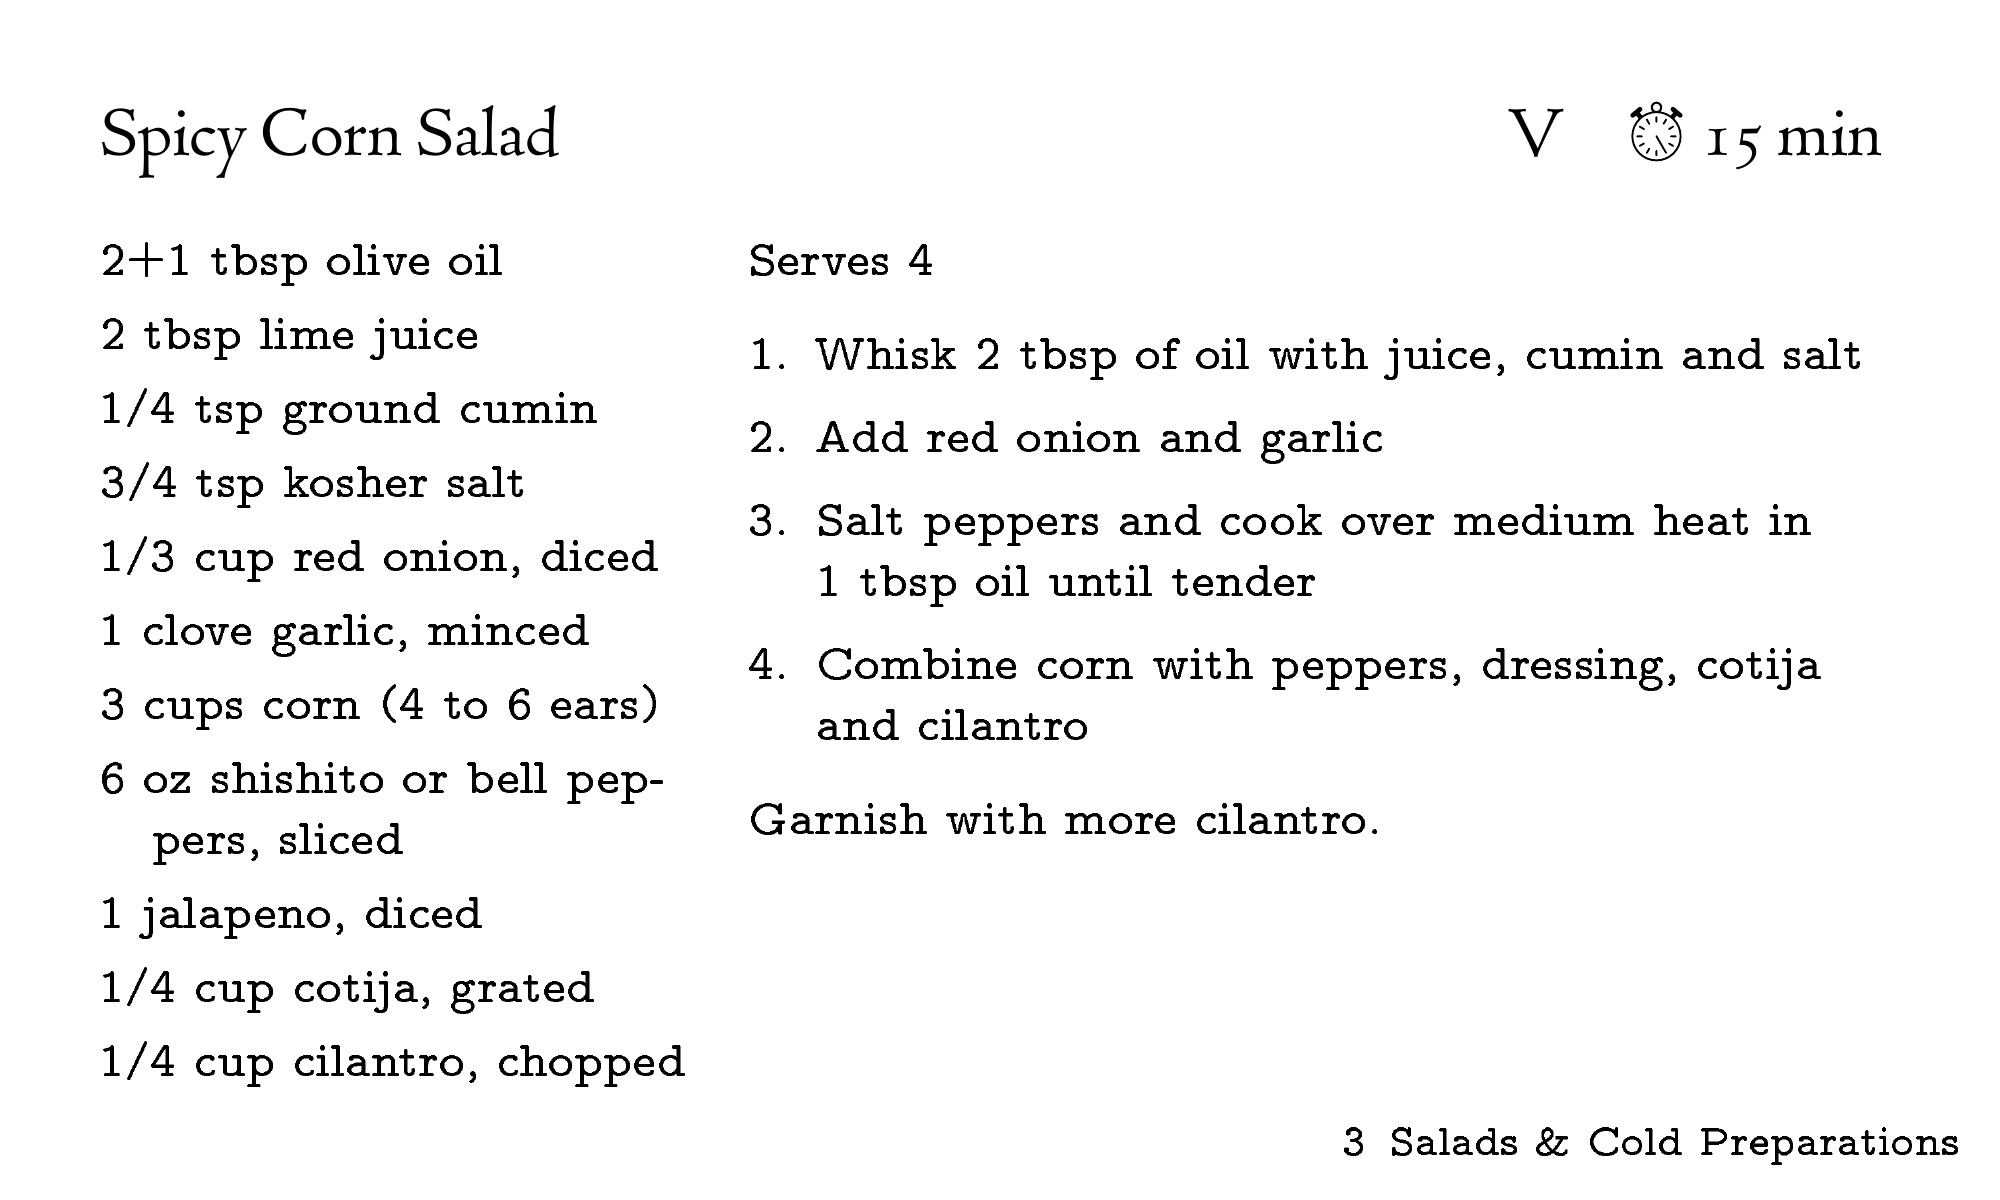 Spicy Corn Salad
V 15 min
2+1 tbsp olive oil
2 tbsp lime juice
1/4 tsp ground cumin
3/4 tsp kosher salt
1/3 cup red onion, diced
1 clove garlic, minced
3 cups corn (4 to 6 ears)
6 oz shishito or bell pep-
pers, sliced
1 jalapeno, diced
1/4 cup cotija, grated
1/4 cup cilantro, chopped
Serves 4
1. Whisk 2 tbsp of oil with juice, cumin and salt
2. Add red onion and garlic
3. Salt peppers and cook over medium heat in
1 tbsp oil until tender
4. Combine corn with peppers, dressing, cotija
and cilantro
Garnish with more cilantro.
3 Salads & Cold Preparations